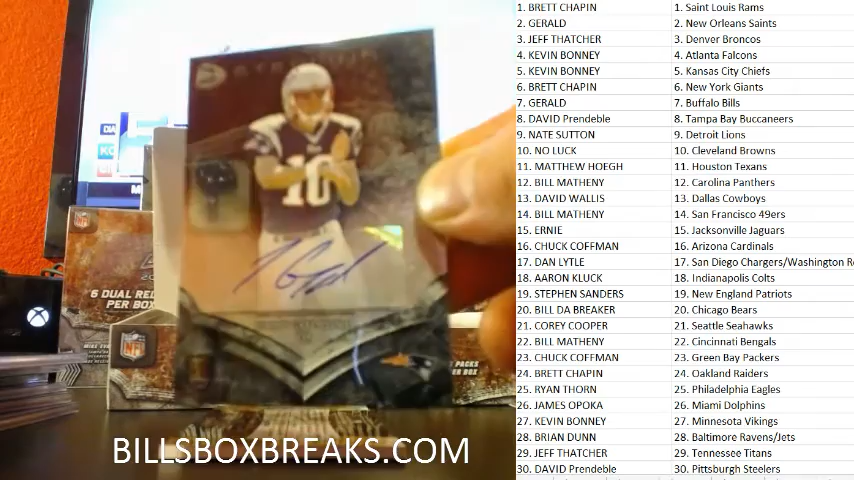 1. BRETT CHAPIN 1. Saint Louis Rams
2. GERALD 2. New Orleans Saints
3. JEFF THATCHER 3. Denver Broncos
4. KEVIN BONNEY 4. Atlanta Falcons
5. KEVIN BONNEY 5. Kansas City Chiefs
6. BRETT CHAPIN 6. New York Giants
7. GERALD 7. Buffalo Bills
8. DAVID Prendeble 8. Tampa Bay Buccaneers
9. NATE SUTTON 9. Detroit Lions
10. NO LUCK 10. Cleveland Browns
11. MATTHEW HOEGH 11. Houston Texans
12. BILL MATHENY 12. Carolina Panthers
13. DAVID WALLIS 13. Dallas Cowboys
14. BILL MATHENY 14. San Francisco 49ers
15. ERNIE 15. Jacksonville Jaguars
16. CHUCK COFFMAN 16. Arizona Cardinals
17. DAN LYTLE 17. San Diego Chargers/Washington R
18. AARON KLUCK 18. Indianapolis Colts
19. STEPHEN SANDERS 19. New England Patriots
20. BILL DA BREAKER 20. Chicago Bears
21. COREY COOPER 21. Seattle Seahawks
22. BILL MATHENY 22. Cincinnati Bengals
23. CHUCK COFFMAN 23. Green Bay Packers
24. BRETT CHAPIN 24. Oakland Raiders
25. RYAN THORN 25. Philadelphia Eagles
26. JAMES OPOKA 26. Miami Dolphins
27. KEVIN BONNEY 27. Minnesota Vikings
28. BRIAN DUNN 28. Baltimore Ravens/Jets
29. JEFF THATCHER 29. Tennessee Titans
30. DAVID Prendeble 30. Pittsburgh Steelers
10
NFL
6 DUAL REL
PER BOX
NFL
PACKS
PER BOX
BILLSBOXBREAKS.COM